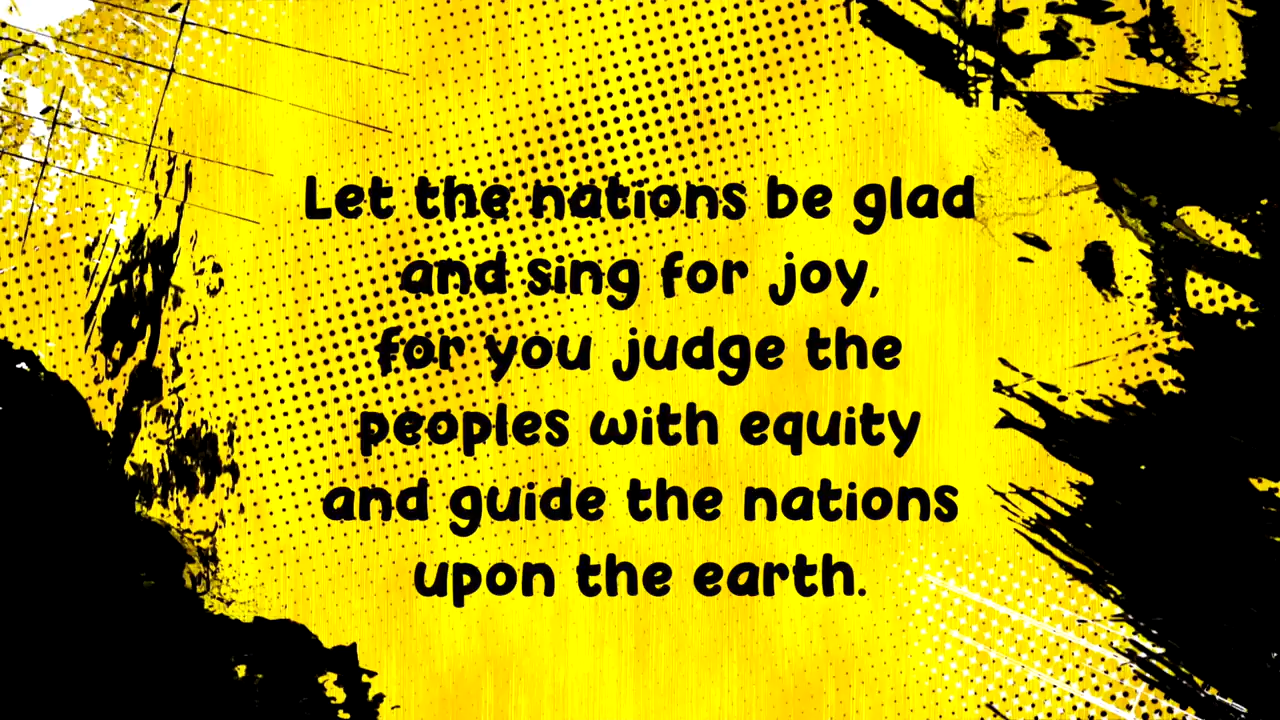 Let the nations be glad
and sing for joy,
for you judge the
peoples with equity
and guide the nations
upon the earth.